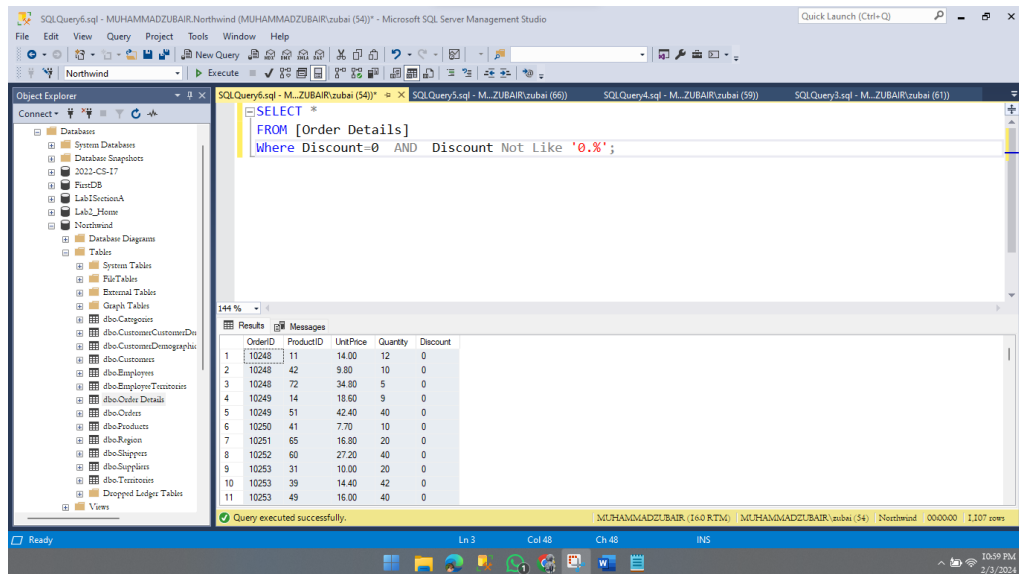 SQLQuery6.sql - MUHAMMADZUBAIR.Northwind (MUHAMMADZUBAIR\zubai (54))* - Microsoft SQL Server Management Studio
Quick Launch (Ctrl+Q)
File Edit View Query Project Tools Window Help
New Query
Northwind Execute
Object Explorer
SQLQuery6.sql - M...ZUBAIR\zubai (54))* SQLQuery5.sql - M...ZUBAIR\zubai (66)) SQLQuery4.sql - M...ZUBAIR\zubai (59)) SQLQuery3.sql - M...ZUBAIR\zubai (61))
Connect
Databases
System Databases
Database Snapshots
2022-CS-17
FirstDB
Lab1SectionA
Lab2_Home
Northwind
Database Diagrams
Tables
System Tables
FileTables
External Tables
Graph Tables
dbo.Categories
dbo.CustomerCustomerDe
dbo.CustomerDemographic
dbo.Customers
dbo.Employees
dbo.EmployeeTerritories
dbo.Order Details
dbo.Orders
dbo.Products
dbo.Region
dbo.Shippers
dbo.Suppliers
dbo.Territories
Dropped Ledger Tables
Views
SELECT *
FROM [Order Details]
Where Discount=0 AND Discount Not Like '0.%';
144 %
Results Messages
OrderID ProductID UnitPrice Quantity Discount
1 10248 11 14.00 12 0
2 10248 42 9.80 10 0
3 10248 72 34.80 5 0
4 10249 14 18.60 9 0
5 10249 51 42.40 40 0
6 10250 41 7.70 10 0
7 10251 65 16.80 20 0
8 10252 60 27.20 40 0
9 10253 31 10.00 20 0
10 10253 39 14.40 42 0
11 10253 49 16.00 40 0
Query executed successfully.
MUHAMMADZUBAIR (16.0 RTM) MUHAMMADZUBAIR\zubai (54) Northwind 00:00:00 1,107 rows
Ready Ln 3 Col 48 Ch 48 INS
10:59 PM
2/3/2024